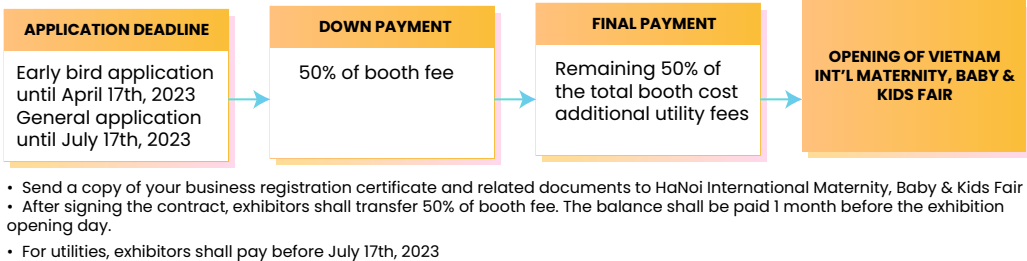 APPLICATION DEADLINE
Early bird application
until April 17th, 2023
General application
until July 17th, 2023
DOWN PAYMENT
50% of booth fee
FINAL PAYMENT
Remaining 50% of
the total booth cost
additional utility fees
OPENING OF VIETNAM
INT'L MATERNITY, BABY &
KIDS FAIR
• Send a copy of your business registration certificate and related documents to HaNoi International Maternity, Baby & Kids Fair
• After signing the contract, exhibitors shall transfer 50% of booth fee. The balance shall be paid 1 month before the exhibition
opening day.
• For utilities, exhibitors shall pay before July 17th, 2023